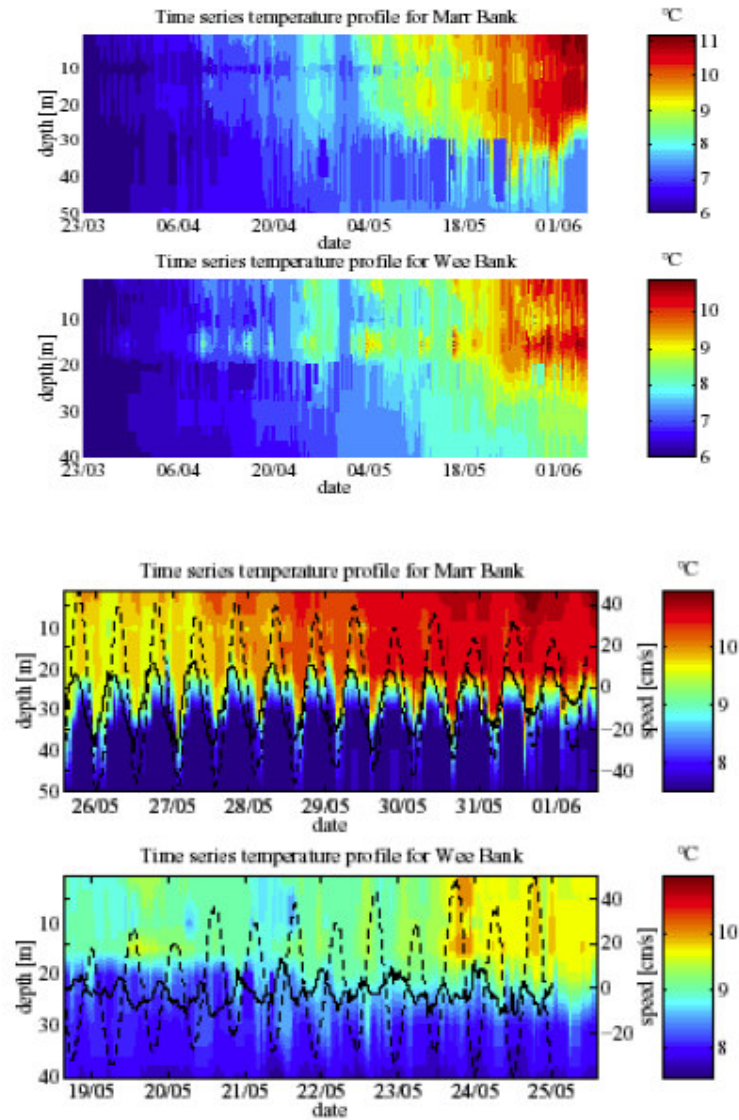 Time series temperature profile for Marr Bank
°C
11
10
9
8
7
6
depth[m]
10
20
30
40
50
23/03 06/04 20/04 04/05 18/05 01/06
date
Time series temperature profile for Wee Bank
°C
10
9
8
7
6
depth[m]
10
20
30
40
23/03 06/04 20/04 04/05 18/05 01/06
date
Time series temperature profile for Marr Bank
°C
10
9
8
depth [m]
10
20
30
40
50
40
20
0
−20
−40
speed [cm/s]
26/05 27/05 28/05 29/05 30/05 31/05 01/06
date
Time series temperature profile for Wee Bank
°C
10
9
8
depth [m]
10
20
30
40
40
20
0
−20
speed [cm/s]
19/05 20/05 21/05 22/05 23/05 24/05 25/05
date